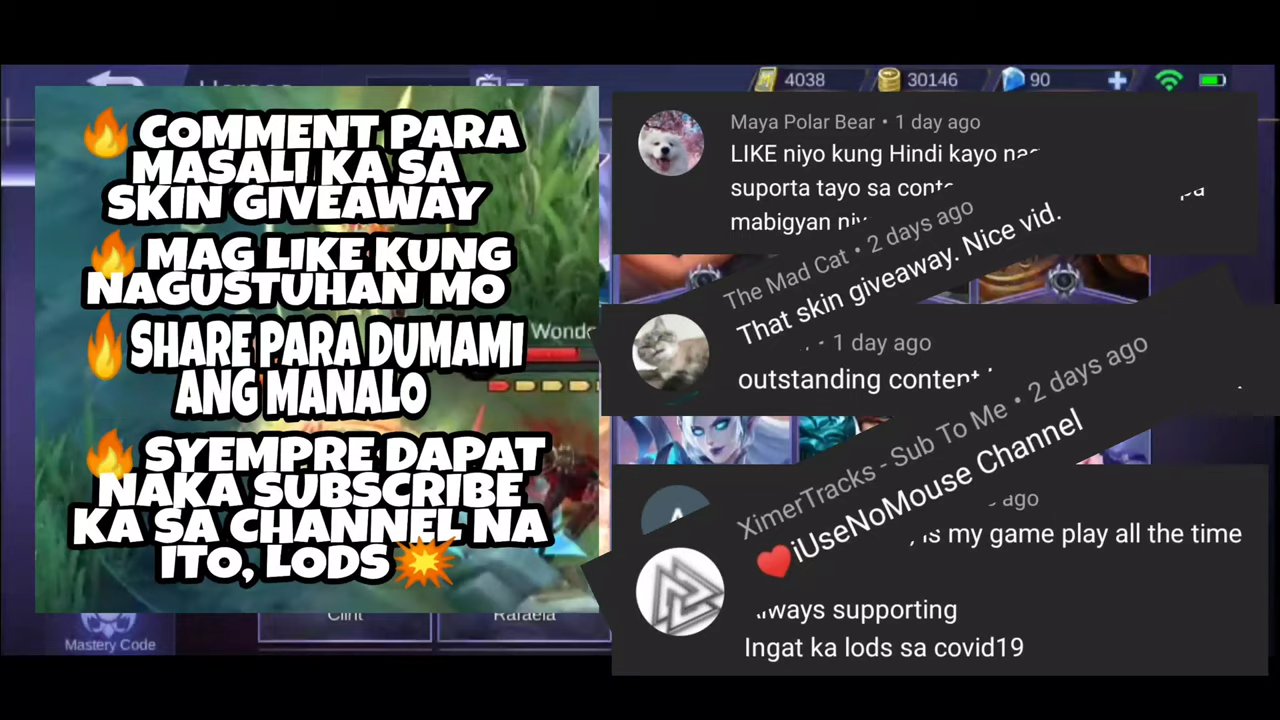 4038
30146
90
🔥 COMMENT PARA
MASALI KA SA
SKIN GIVEAWAY
🔥 MAG LIKE KUNG
NAGUSTUHAN MO
🔥SHARE PARA DUMAMI
ANG MANALO
🔥 SYEMPRE DAPAT
NAKA SUBSCRIBE
KA SA CHANNEL NA
ITO, LODS💥
Clint
Rafaela
Mastery Code
Maya Polar Bear • 1 day ago
LIKE niyo kung Hindi kayo
suporta tayo sa
mabigyan
The Mad Cat • 2 days ago
That skin giveaway. Nice vid.
1 day ago
outstanding content
XimerTracks - Sub To Me • 2 days ago
❤️iUseNoMouse Channel
ago
is my game play all the time
always supporting
Ingat ka lods sa covid19